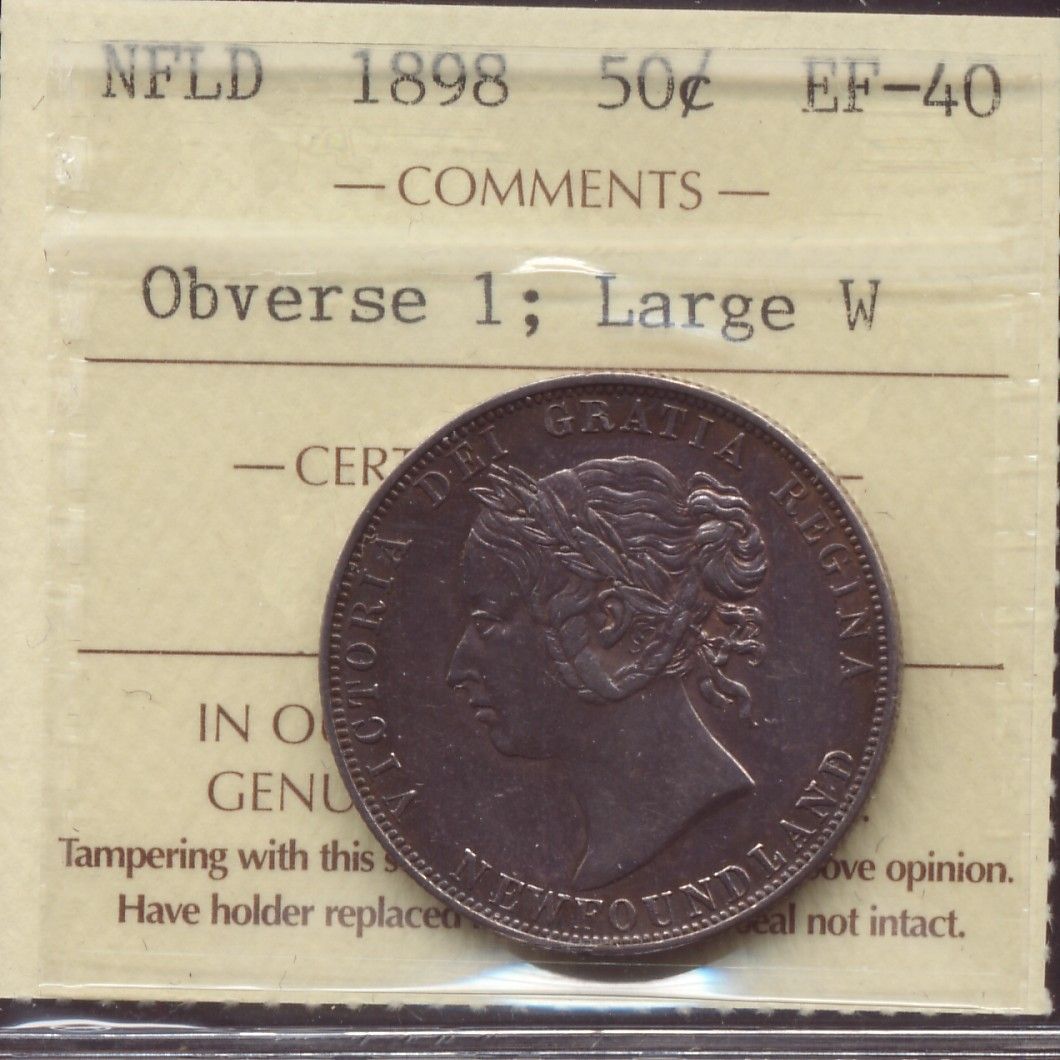 NFLD 1898 50¢ EF-40
— COMMENTS —
Obverse 1; Large W
— CERT
IN O
GENU
Tampering with this s ove opinion.
Have holder replaced eal not intact.
VICTORIA DEI GRATIA REGINA
NEWFOUNDLAND